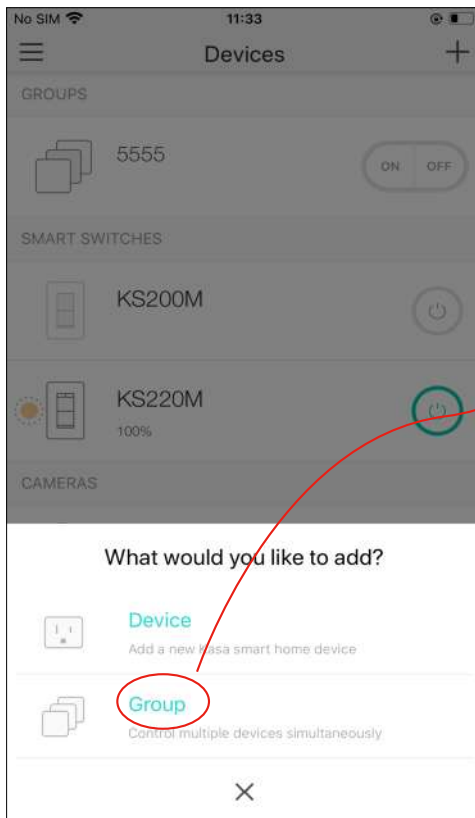 No SIM 11:33
Devices
GROUPS
5555
ON OFF
SMART SWITCHES
KS200M
KS220M
100%
CAMERAS
What would you like to add?
Device
Add a new Kasa smart home device
Group
Control multiple devices simultaneously